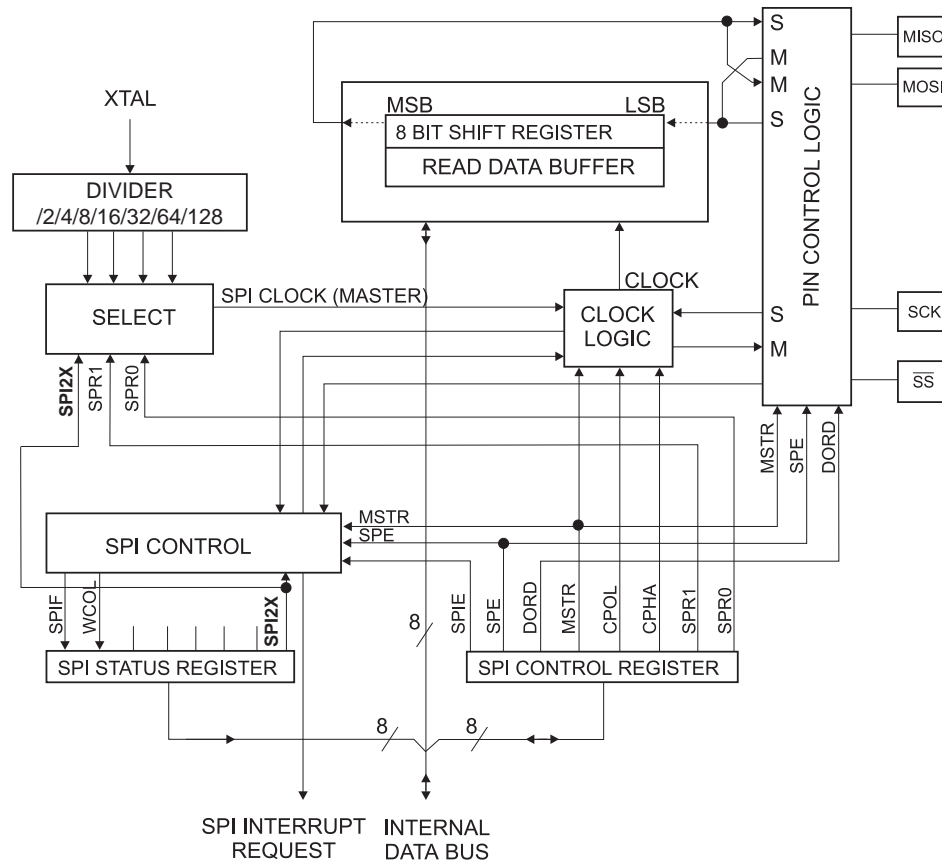 S
MISO
M
MOSI
M
S
PIN CONTROL LOGIC
XTAL
MSB
LSB
8 BIT SHIFT REGISTER
READ DATA BUFFER
DIVIDER
/2/4/8/16/32/64/128
SPI CLOCK (MASTER)
CLOCK
SELECT
CLOCK
LOGIC
S
M
SCK
SS
SPI2X
SPR1
SPR0
MSTR
SPE
DORD
MSTR
SPE
SPI CONTROL
SPIF
WCOL
SPI2X
SPIE
SPE
DORD
MSTR
CPOL
CPHA
SPR1
SPR0
8
SPI STATUS REGISTER
SPI CONTROL REGISTER
8
8
SPI INTERRUPT
REQUEST
INTERNAL
DATA BUS